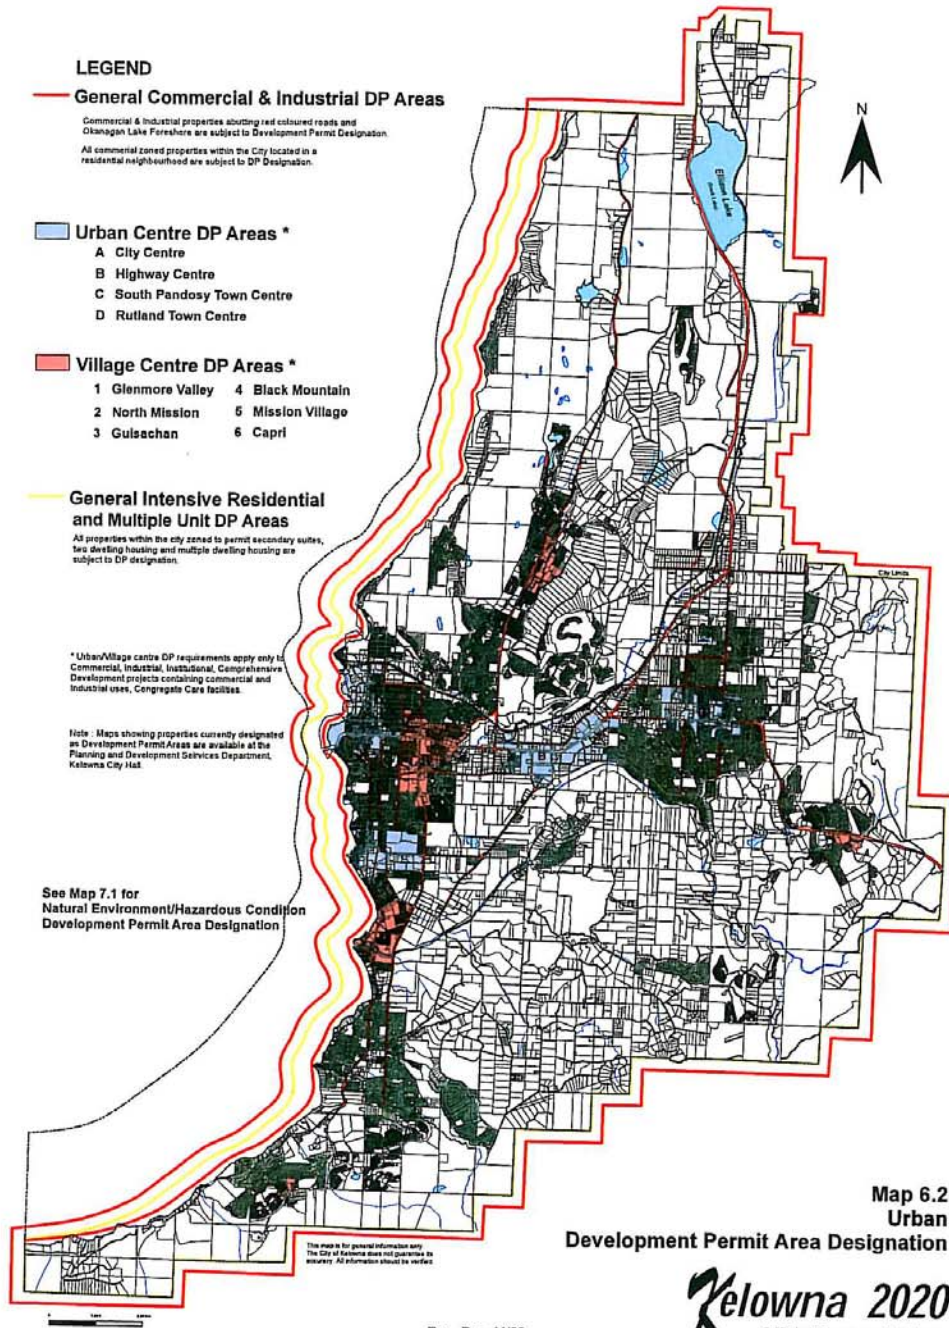 LEGEND
General Commercial & Industrial DP Areas
Commercial & Industrial properties abutting red coloured roads and
Okanagan Lake Foreshore are subject to Development Permit Designation.
All commerial zoned properties within the City located in a
residential neighbourhood are subject to DP Designation.
Urban Centre DP Areas *
A City Centre
B Highway Centre
C South Pandosy Town Centre
D Rutland Town Centre
Village Centre DP Areas *
1 Glenmore Valley 4 Black Mountain
2 North Mission 5 Mission Village
3 Guisachan 6 Capri
General Intensive Residential
and Multiple Unit DP Areas
All properties within the city zoned to permit secondary suites,
two dwelling housing and multiple dwelling housing are
subject to DP designation.
* Urban/Village centre DP requirements apply only to
Commercial, Industrial, Institutional, Comprehensive
Development projects containing commercial and
Industrial uses, Congregate Care facilities.
Note : Maps showing properties currently designated
as Development Permit Areas are available at the
Planning and Development Services Department,
Kelowna City Hall.
See Map 7.1 for
Natural Environment/Hazardous Condition
Development Permit Area Designation
N
Ellison Lake
City Limits
B
This map is for general information only.
The City of Kelowna does not guarantee its
accuracy. All information should be verified.
Map 6.2
Urban
Development Permit Area Designation
Kelowna 2020